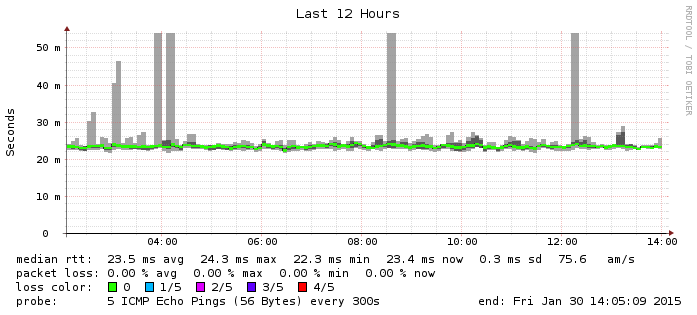 Last 12 Hours
RRDTOOL / TOBI OETIKER
Seconds
50 m
40 m
30 m
20 m
10 m
0
04:00 06:00 08:00 10:00 12:00 14:00
median rtt: 23.5 ms avg 24.3 ms max 22.3 ms min 23.4 ms now 0.3 ms sd 75.6 am/s
packet loss: 0.00 % avg 0.00 % max 0.00 % min 0.00 % now
loss color: 0 1/5 2/5 3/5 4/5
probe: 5 ICMP Echo Pings (56 Bytes) every 300s end: Fri Jan 30 14:05:09 2015